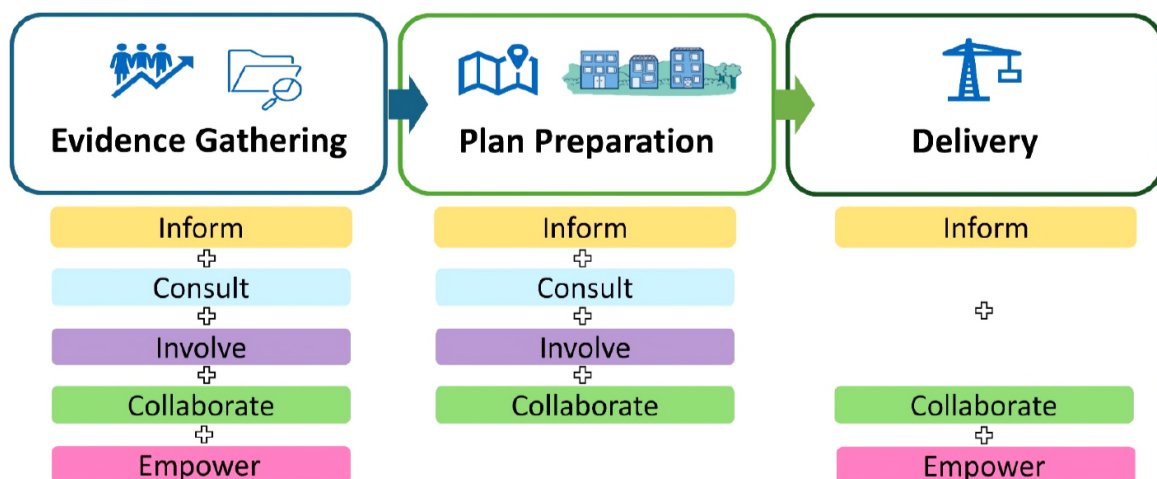 Evidence Gathering
Plan Preparation
Delivery
Inform
Inform
Inform
Consult
Consult
Involve
Involve
Collaborate
Collaborate
Collaborate
Empower
Empower